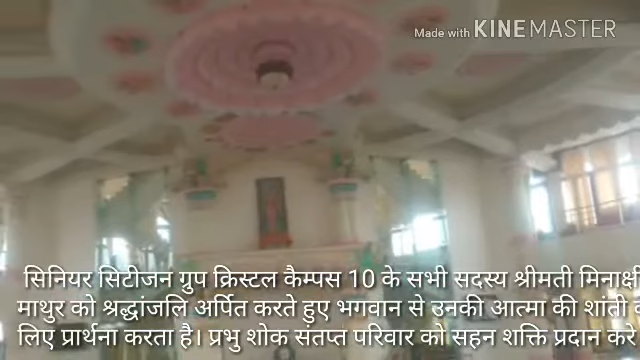 Made with KINEMASTER
सिनियर सिटीजन ग्रुप क्रिस्टल कैम्पस 10 के सभी सदस्य श्रीमती मिनाक्षी
माथुर को श्रद्धांजलि अर्पित करते हुए भगवान से उनकी आत्मा की शांती
लिए प्रार्थना करता है। प्रभु शोक संतप्त परिवार को सहन शक्ति प्रदान करे